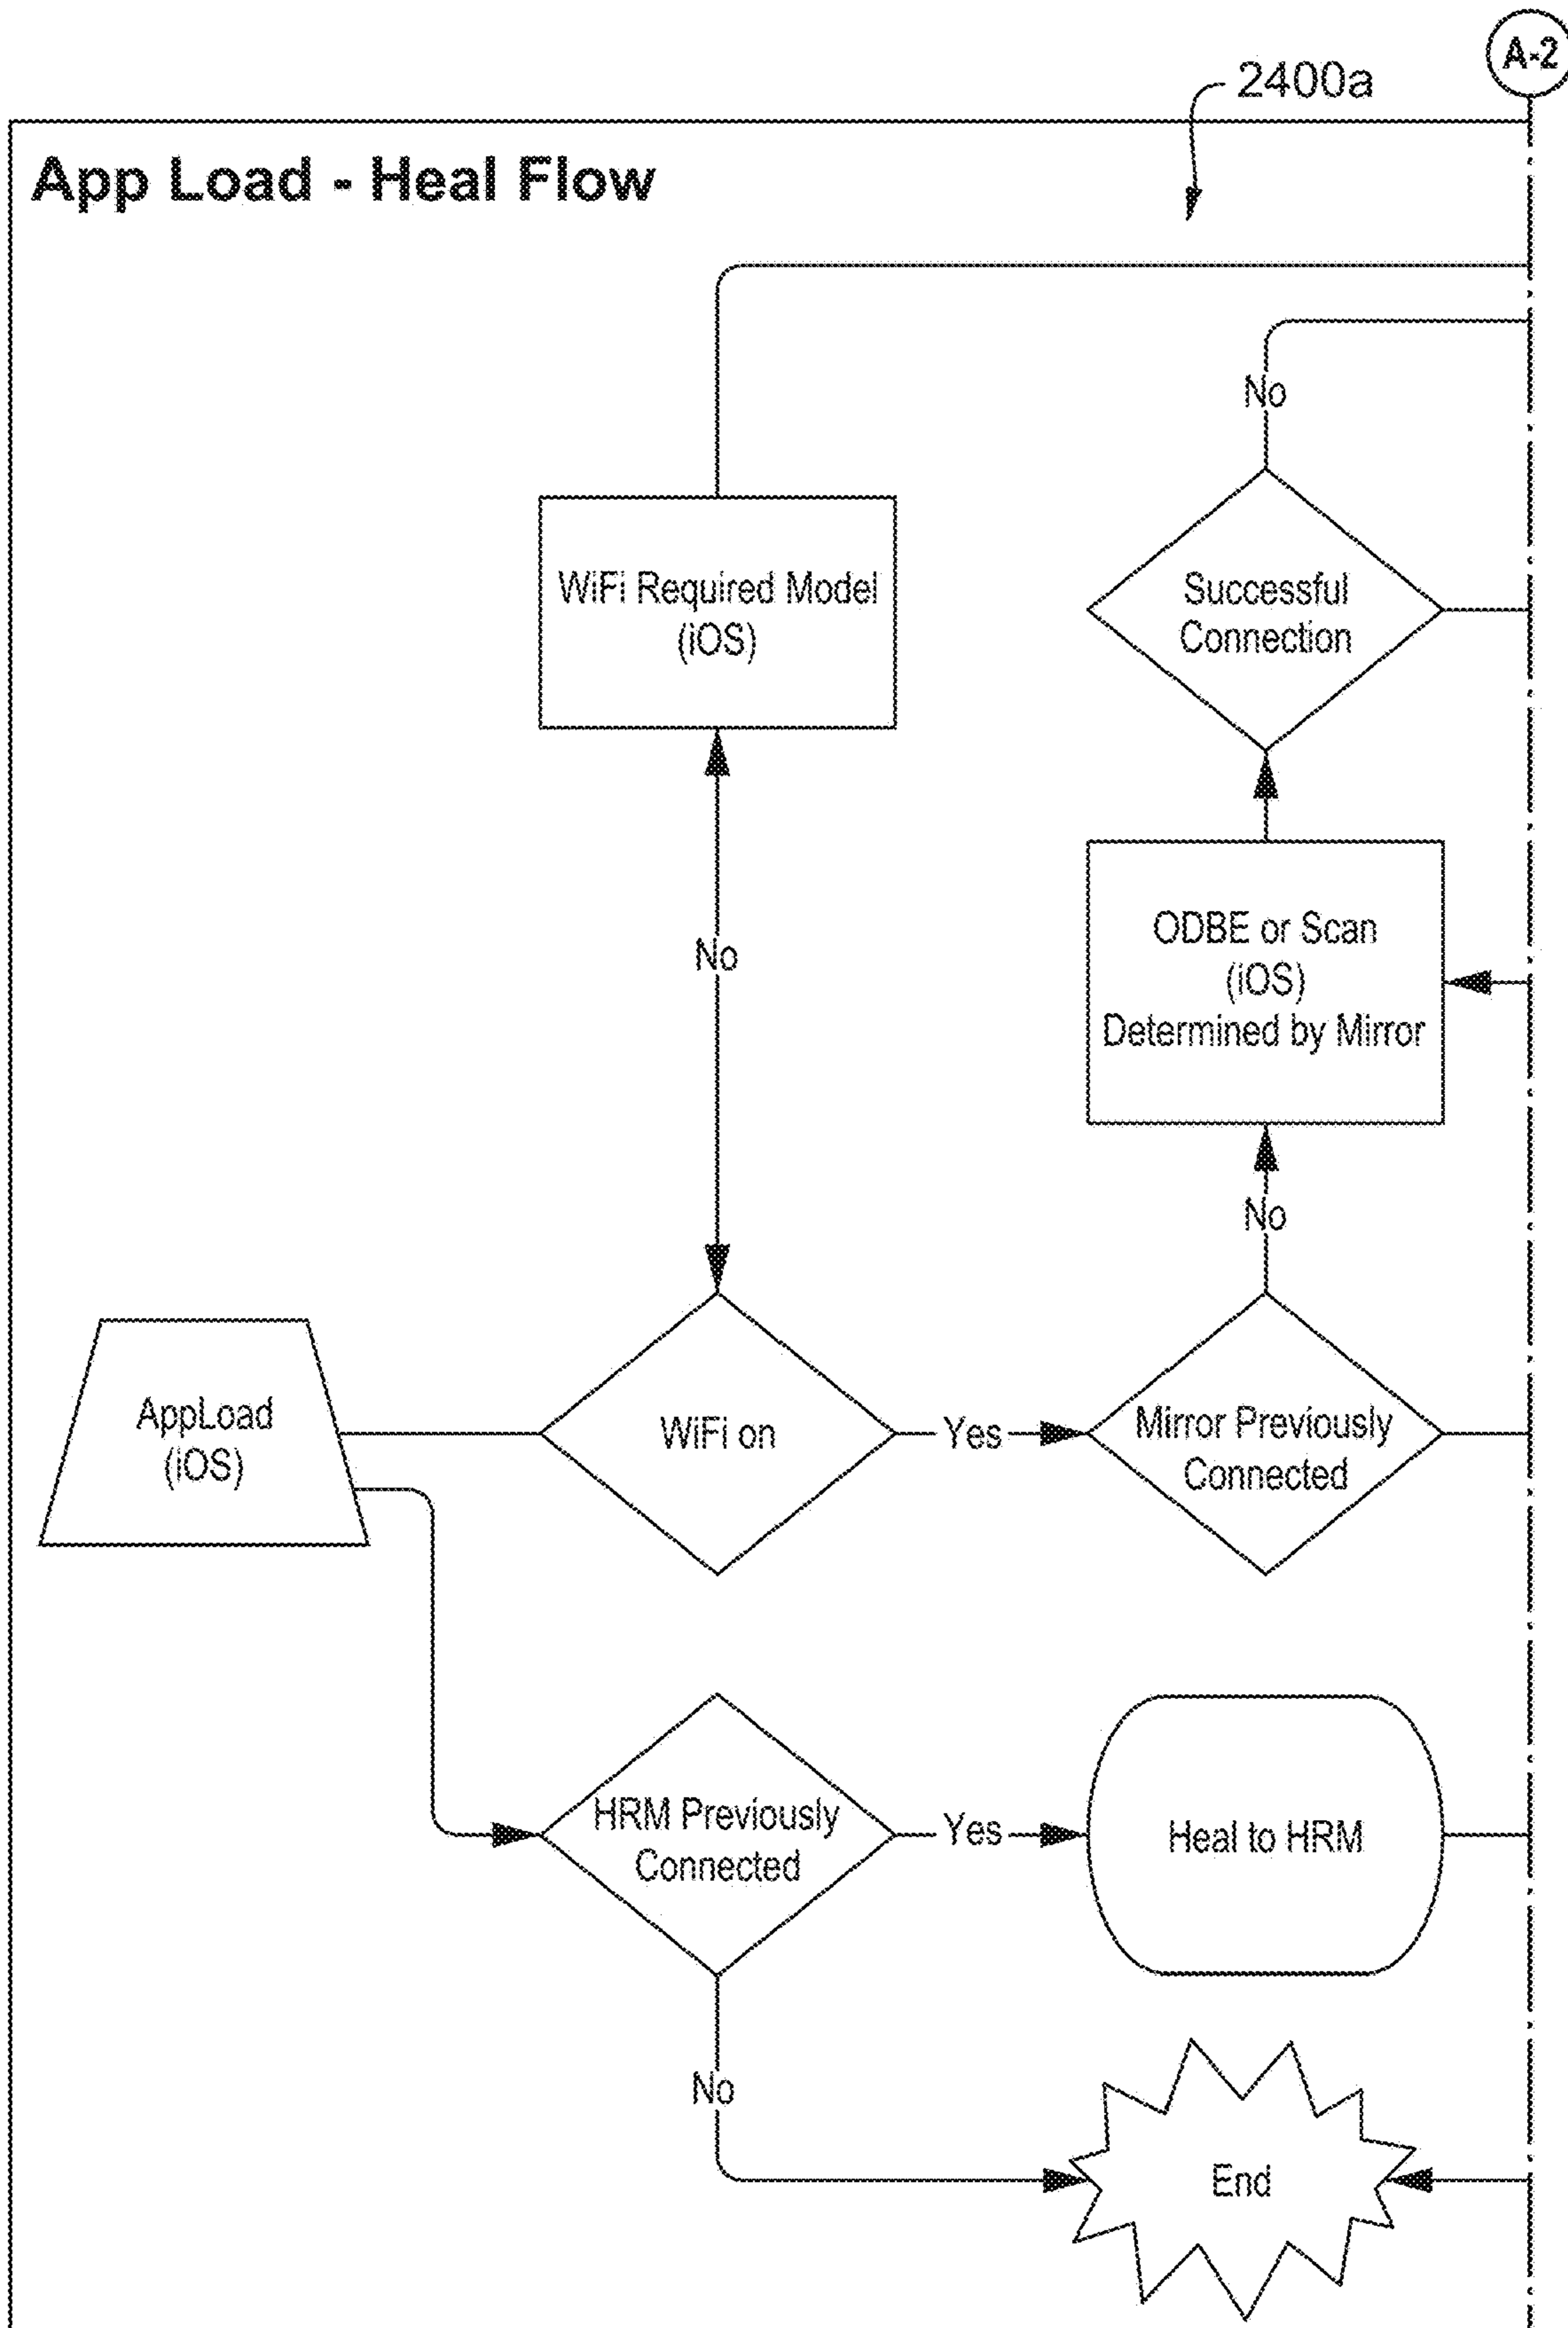 A-2
2400a
App Load - Heal Flow
No
WiFi Required Model
(iOS)
Successful
Connection
No
ODBE or Scan
(iOS)
Determined by Mirror
No
AppLoad
(iOS)
WiFi on
Yes
Mirror Previously
Connected
HRM Previously
Connected
Yes
Heal to HRM
No
End